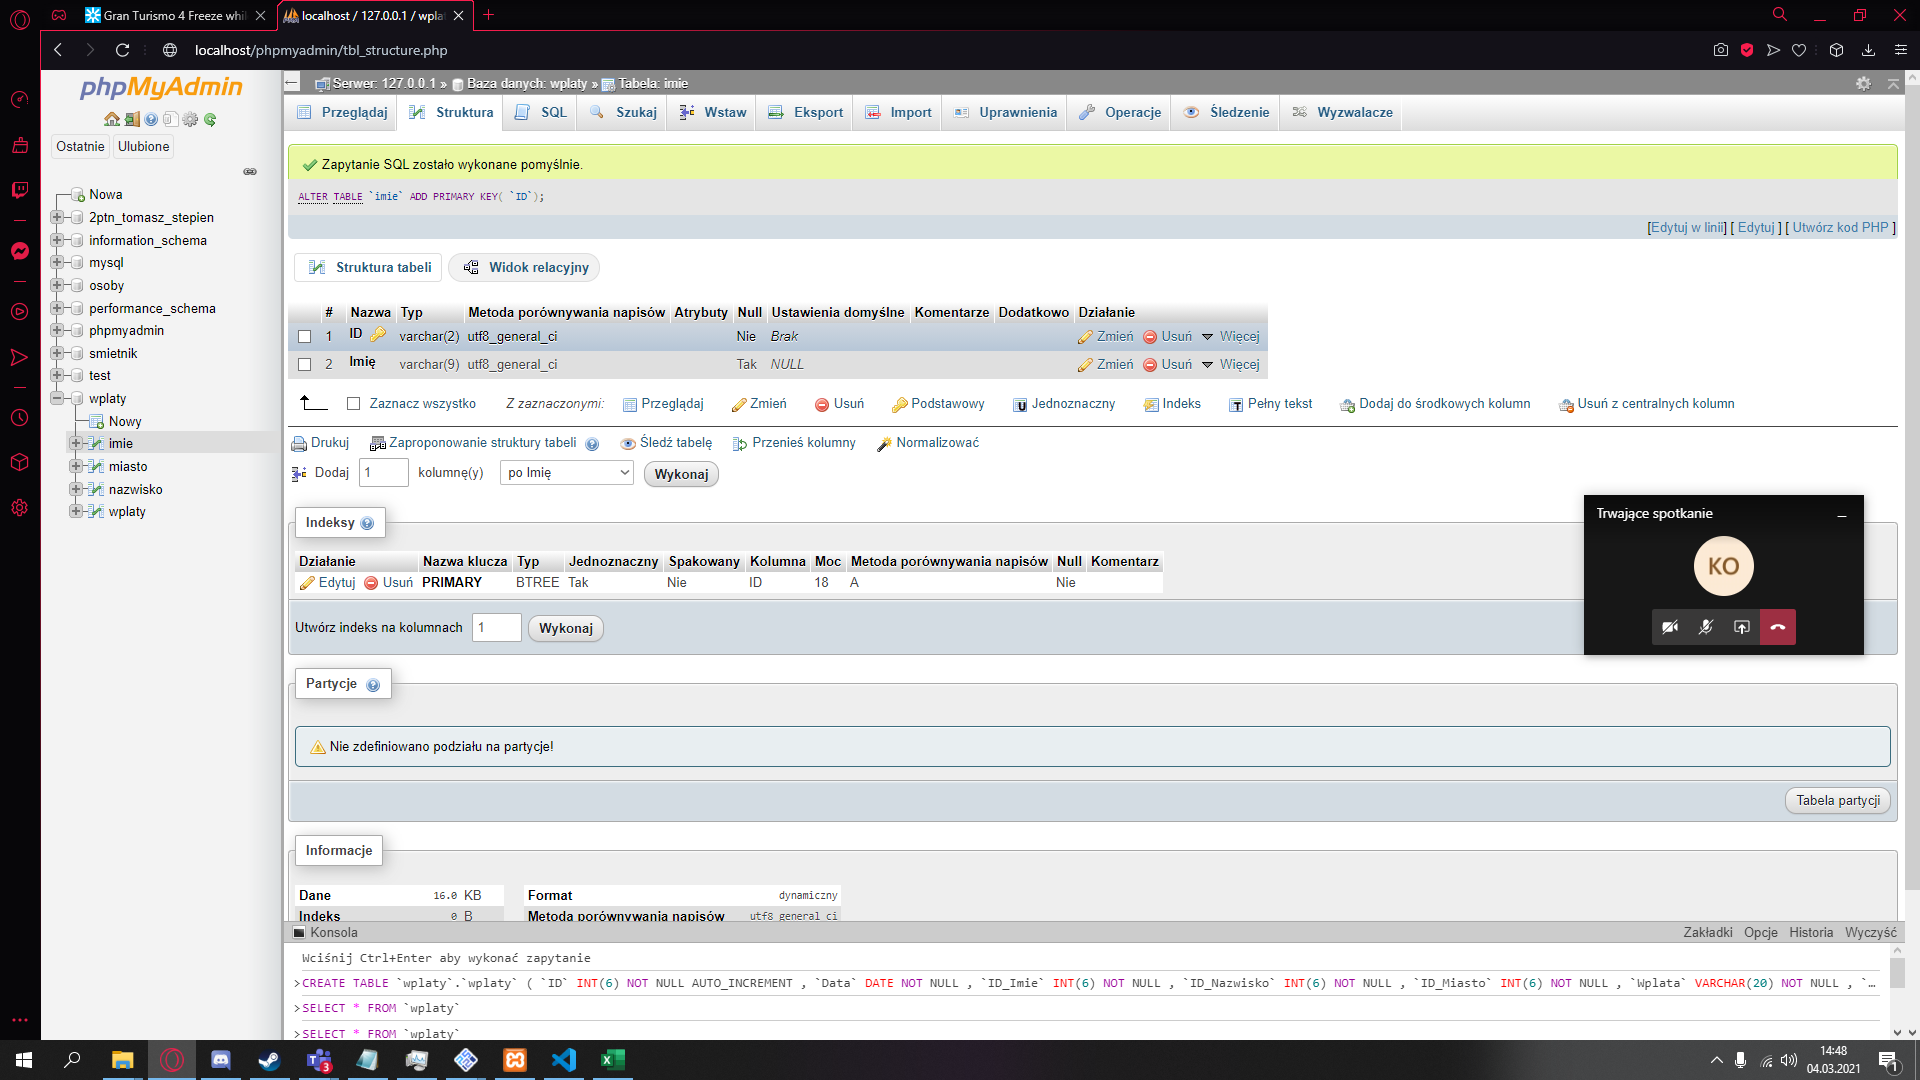 Gran Turismo 4 Freeze whil
localhost / 127.0.0.1 / wpła
localhost/phpmyadmin/tbl_structure.php
phpMyAdmin
Ostatnie
Ulubione
Nowa
2ptn_tomasz_stepien
information_schema
mysql
osoby
performance_schema
phpmyadmin
smietnik
test
wplaty
Nowy
imie
miasto
nazwisko
wplaty
Serwer: 127.0.0.1 » Baza danych: wplaty » Tabela: imie
Przeglądaj Struktura SQL Szukaj Wstaw Eksport Import Uprawnienia Operacje Śledzenie Wyzwalacze
Zapytanie SQL zostało wykonane pomyślnie.
ALTER TABLE `imie` ADD PRIMARY KEY( `ID`);
[Edytuj w linii] [ Edytuj ] [ Utwórz kod PHP ]
Struktura tabeli Widok relacyjny
# Nazwa Typ Metoda porównywania napisów Atrybuty Null Ustawienia domyślne Komentarze Dodatkowo Działanie
1 ID varchar(2) utf8_general_ci Nie Brak Zmień Usuń Więcej
2 Imię varchar(9) utf8_general_ci Tak NULL Zmień Usuń Więcej
Zaznacz wszystko Z zaznaczonymi: Przeglądaj Zmień Usuń Podstawowy Jednoznaczny Indeks Pełny tekst Dodaj do środkowych kolumn Usuń z centralnych kolumn
Drukuj Zaproponowanie struktury tabeli Śledź tabelę Przenieś kolumny Normalizować
Dodaj 1 kolumnę(y) po Imię Wykonaj
Indeksy
Działanie Nazwa klucza Typ Jednoznaczny Spakowany Kolumna Moc Metoda porównywania napisów Null Komentarz
Edytuj Usuń PRIMARY BTREE Tak Nie ID 18 A Nie
Utwórz indeks na kolumnach 1 Wykonaj
Trwające spotkanie
KO
Partycje
Nie zdefiniowano podziału na partycje!
Tabela partycji
Informacje
Dane 16.0 KB Format dynamiczny
Indeks 0 B Metoda porównywania napisów utf8_general_ci
Konsola
Zakładki Opcje Historia Wyczyść
Wciśnij Ctrl+Enter aby wykonać zapytanie
>CREATE TABLE `wplaty`.`wplaty` ( `ID` INT(6) NOT NULL AUTO_INCREMENT , `Data` DATE NOT NULL , `ID_Imie` INT(6) NOT NULL , `ID_Nazwisko` INT(6) NOT NULL , `ID_Miasto` INT(6) NOT NULL , `Wplata` VARCHAR(20) NOT NULL , `…
>SELECT * FROM `wplaty`
>SELECT * FROM `wplaty`
3
14:48
04.03.2021
1